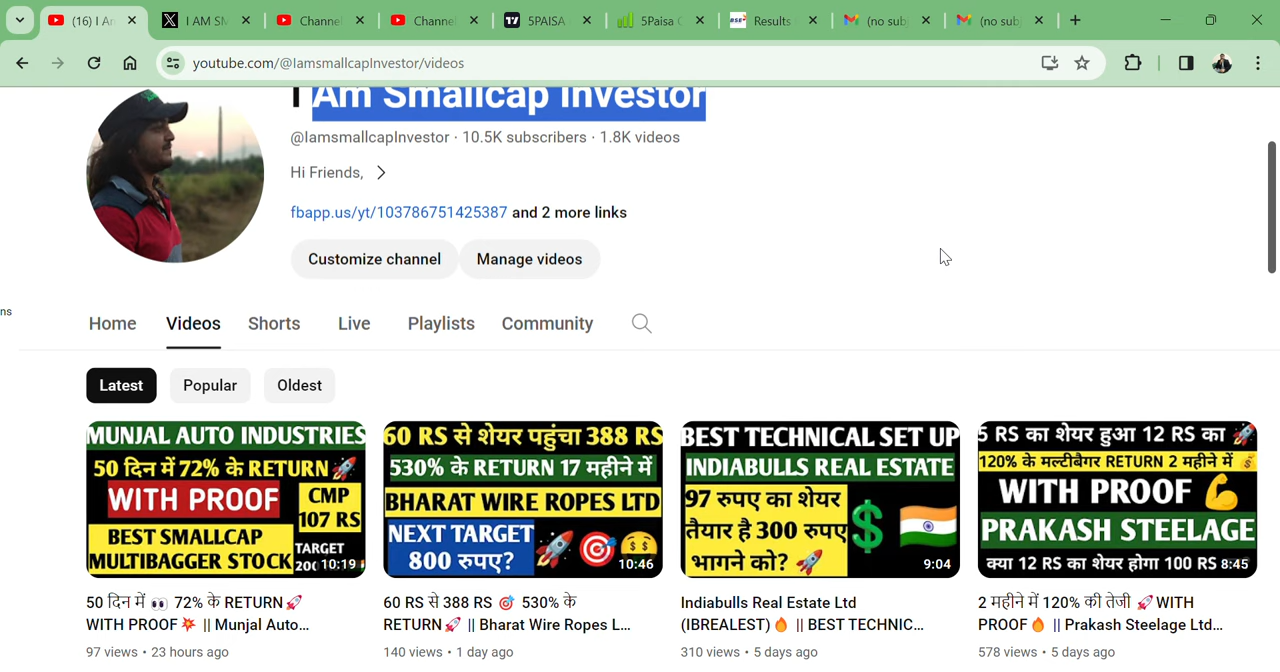 (16) I A
I AM SM
Channe
Channe
5PAISA
5Paisa
Results
(no sub
(no sub
youtube.com/@IamsmallcapInvestor/videos
I Am Smallcap Investor
@IamsmallcapInvestor · 10.5K subscribers · 1.8K videos
Hi Friends,
fbapp.us/yt/103786751425387 and 2 more links
Customize channel
Manage videos
ns
Home
Videos
Shorts
Live
Playlists
Community
Latest
Popular
Oldest
MUNJAL AUTO INDUSTRIES
50 दिन में 72% के RETURN🚀
WITH PROOF
CMP
107 RS
BEST SMALLCAP
MULTIBAGGER STOCK
TARGET
10:19
60 RS से शेयर पहुंचा 388 RS
530% के RETURN 17 महीने में
BHARAT WIRE ROPES LTD
NEXT TARGET
800 रुपए?
10:46
BEST TECHNICAL SET UP
INDIABULLS REAL ESTATE
97 रुपए का शेयर
तैयार है 300 रुपए
भागने को? 🚀
9:04
5 RS का शेयर हुआ 12 RS का 🚀
120% के मल्टीबैगर RETURN 2 महीने में 💰
WITH PROOF 💪
PRAKASH STEELAGE
क्या 12 RS का शेयर होगा 100 RS
8:45
50 दिन में 👀 72% के RETURN🚀
WITH PROOF💥 || Munjal Auto...
97 views • 23 hours ago
60 RS से 388 RS 🎯 530% के
RETURN🚀 || Bharat Wire Ropes L...
140 views • 1 day ago
Indiabulls Real Estate Ltd
(IBREALEST)🔥 || BEST TECHNIC...
310 views • 5 days ago
2 महीने में 120% की तेजी 🚀WITH
PROOF🔥 || Prakash Steelage Ltd...
578 views • 5 days ago